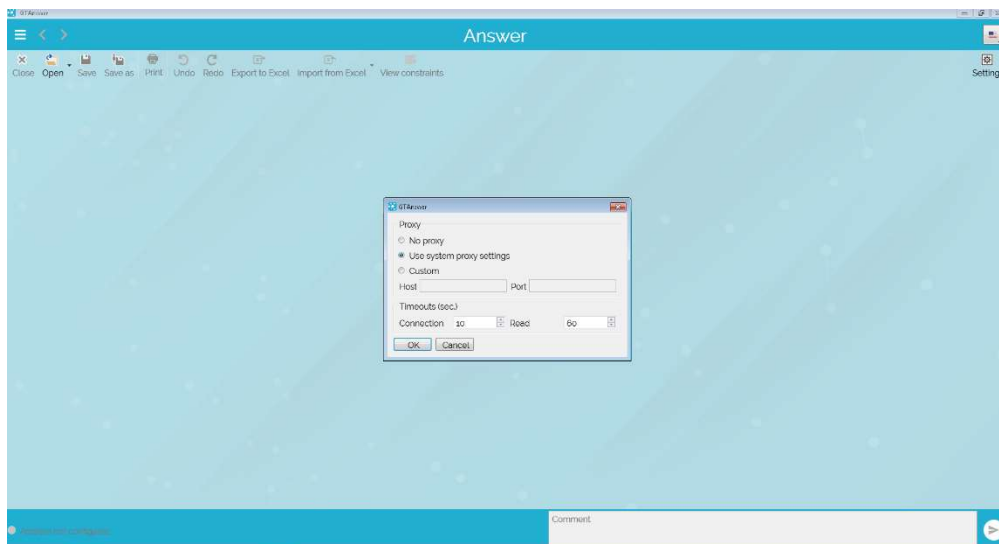 GTAnswer
Answer
Close Open Save Save as Print Undo Redo Export to Excel Import from Excel View constraints
Setting
GTAnswer
Proxy
No proxy
Use system proxy settings
Custom
Host Port
Timeouts (sec.)
Connection 10 Read 60
OK Cancel
Comment